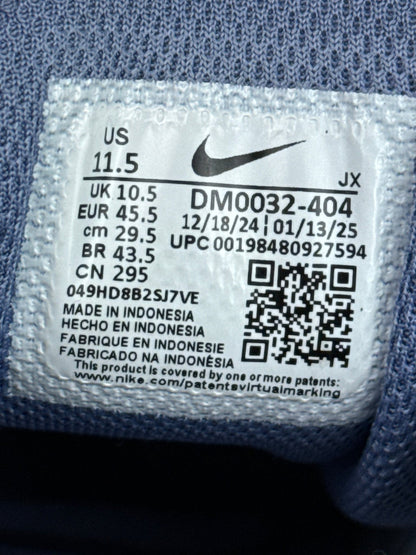 US
11.5
JX
UK 10.5
EUR 45.5
cm 29.5
BR 43.5
CN 295
DM0032-404
12/18/24 | 01/13/25
UPC 00198480927594
049HD8B2SJ7VE
MADE IN INDONESIA
HECHO EN INDONESIA
FABRIQUE EN INDONESIE
FABRICADO NA INDONÉSIA
This product is covered by one or more patents:
www.nike.com/patentsvirtualmarking